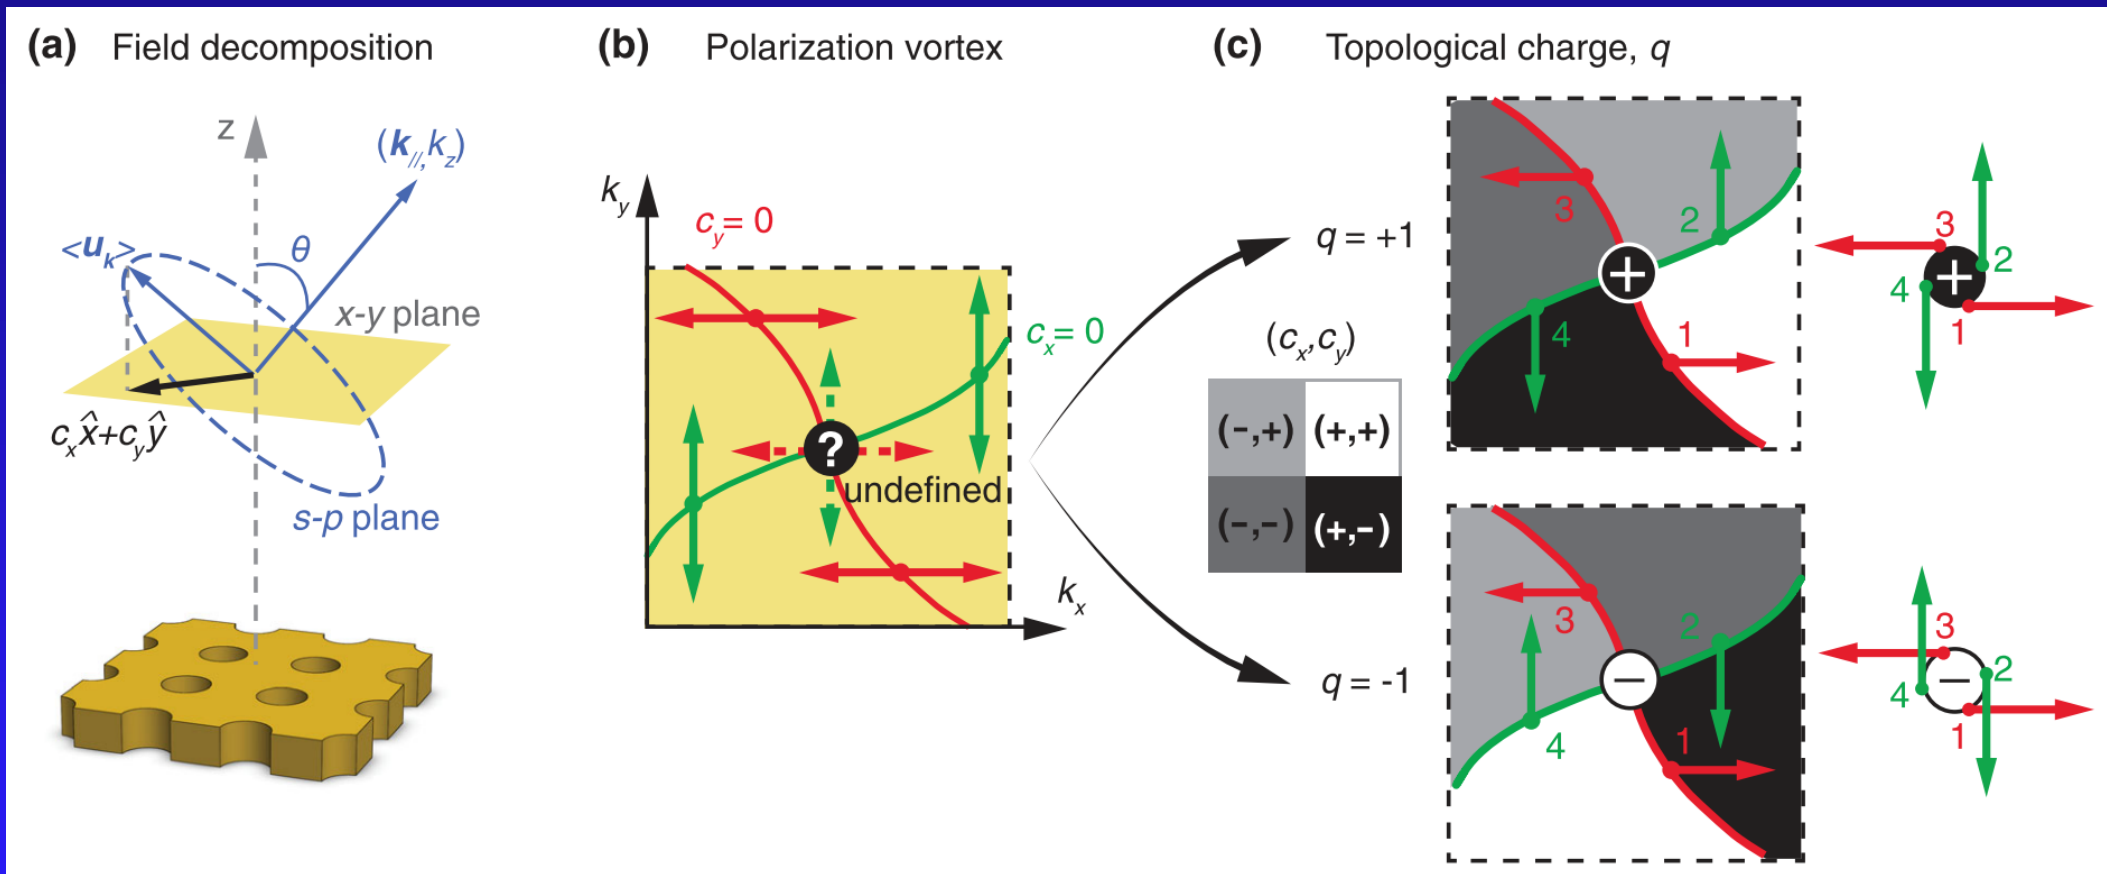 (a) Field decomposition
z
(k//,kz)
<uk>
θ
x-y plane
cxx̂+cyŷ
s-p plane
(b) Polarization vortex
ky
cy= 0
cx= 0
?
undefined
kx
(c) Topological charge, q
q = +1
(cx,cy)
(-,+) (+,+)
(-,-) (+,-)
q = -1
3
2
+
4
1
3
2
+
4
1
3
2
−
1
4
3
2
−
4
1